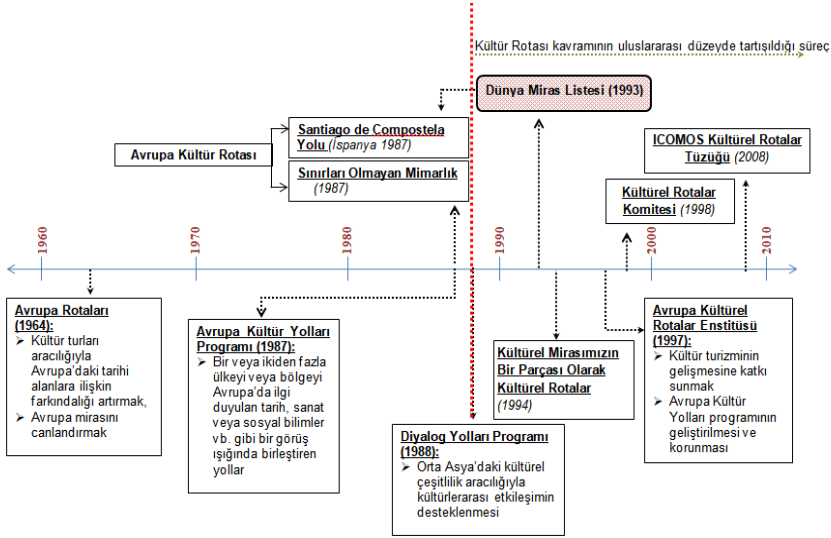 Kültür Rotası kavramının uluslararası düzeyde tartışıldığı süreç
Dünya Miras Listesi (1993)
Avrupa Kültür Rotası
Santiago de Compostela
Yolu (İspanya 1987)
Sınırları Olmayan Mimarlık
(1987)
ICOMOS Kültürel Rotalar
Tüzüğü (2008)
Kültürel Rotalar
Komitesi (1998)
1960
1970
1980
1990
2000
2010
Avrupa Rotaları
(1964):
➢ Kültür turları
aracılığıyla
Avrupa'daki tarihi
alanlara ilişkin
farkındalığı artırmak,
➢ Avrupa mirasını
canlandırmak
Avrupa Kültür Yolları
Programı (1987):
➢ Bir veya ikiden fazla
ülkeyi veya bölgeyi
Avrupa'da ilgi
duyulan tarih, sanat
veya sosyal bilimler
vb. gibi bir görüş
ışığında birleştiren
yollar
Diyalog Yolları Programı
(1988):
➢ Orta Asya'daki kültürel
çeşitlilik aracılığıyla
kültürlerarası etkileşimin
desteklenmesi
Kültürel Mirasımızın
Bir Parçası Olarak
Kültürel Rotalar
(1994)
Avrupa Kültürel
Rotalar Enstitüsü
(1997):
➢ Kültür turizminin
gelişmesine katkı
sunmak
➢ Avrupa Kültür
Yolları programının
geliştirilmesi ve
korunması